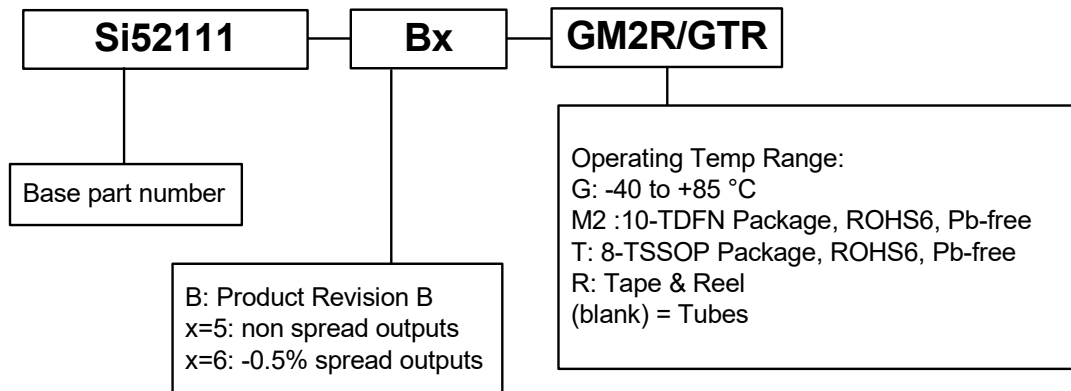 Si52111
Bx
GM2R/GTR
Base part number
B: Product Revision B
x=5: non spread outputs
x=6: -0.5% spread outputs
Operating Temp Range:
G: -40 to +85 °C
M2 :10-TDFN Package, ROHS6, Pb-free
T: 8-TSSOP Package, ROHS6, Pb-free
R: Tape & Reel
(blank) = Tubes